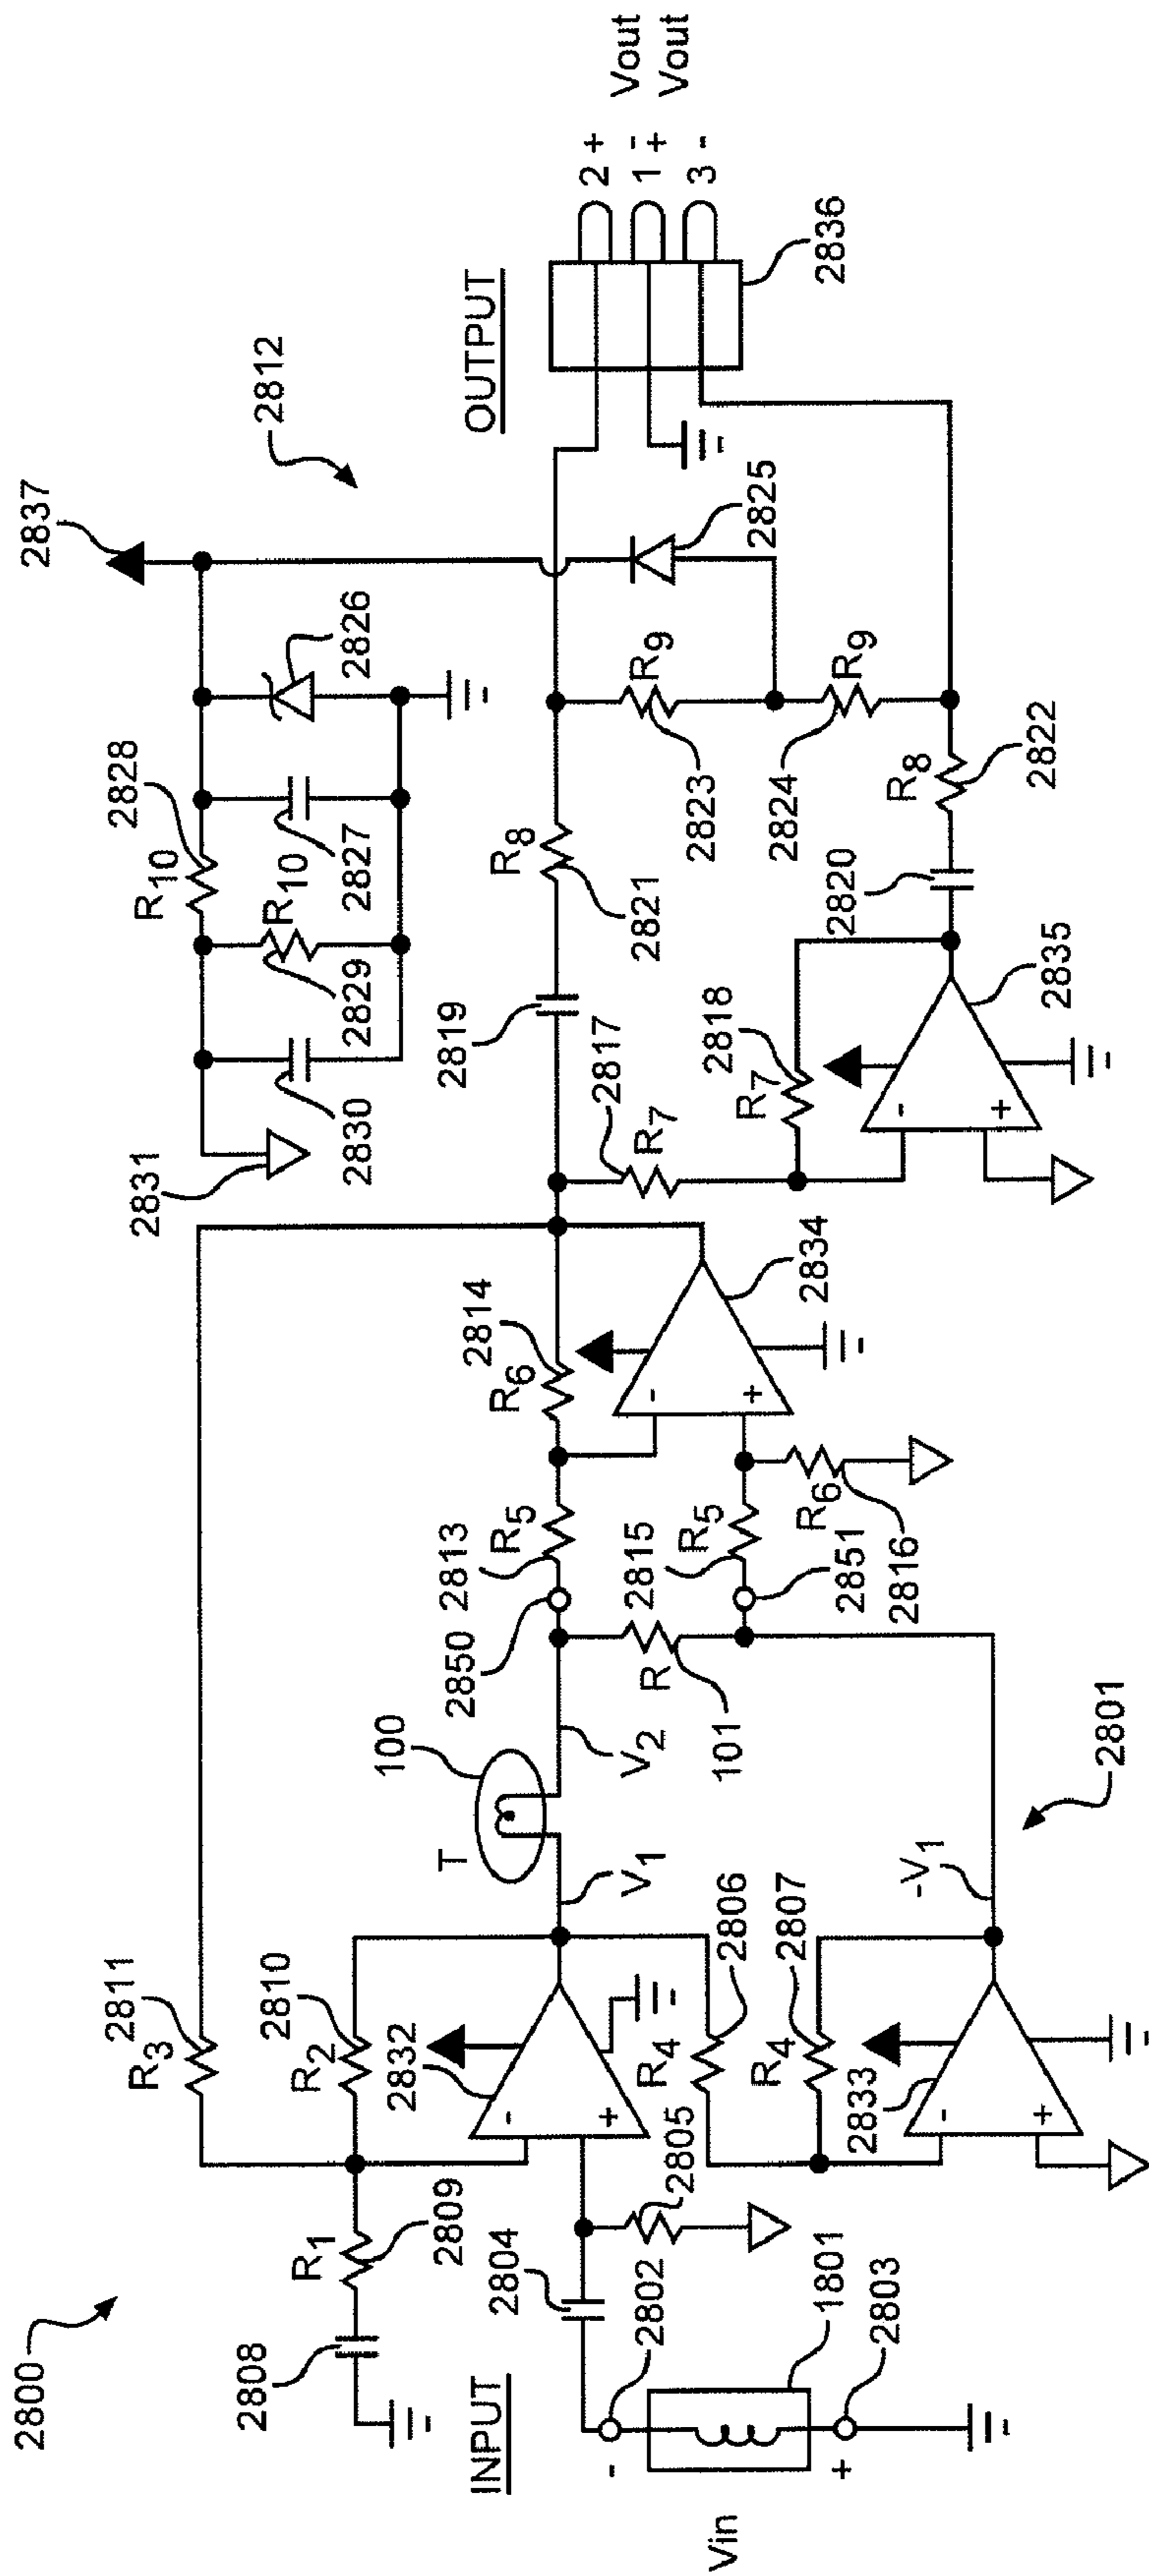 2800
2808
R1
2809
R3
2811
R2
2810
2832
-
+
INPUT
2804
2802
-
1801
Vin
+
2803
2805
R4
2806
R4
2807
2833
-
+
-V1
2801
V1
T
100
V2
2850
R
101
2813
R5
2815
R5
2851
R6
2814
R6
2816
-
+
2834
2831
2830
R10
2829
R10
2828
2827
2826
2837
2812
2817
R7
2818
R7
-
+
2835
2819
R8
2821
2820
R8
2822
R9
2823
R9
2824
2825
OUTPUT
2836
2 +
Vout
1 - +
Vout
3 -